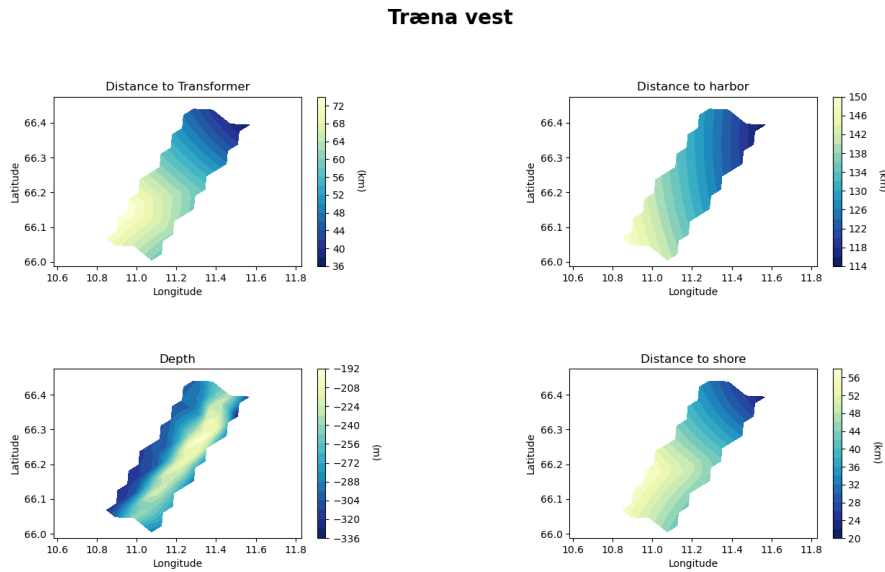 Træna vest
Distance to Transformer
Latitude
66.4
66.3
66.2
66.1
66.0
10.6 10.8 11.0 11.2 11.4 11.6 11.8
Longitude
72
68
64
60
56
52
48
44
40
36
(km)
Distance to harbor
Latitude
66.4
66.3
66.2
66.1
66.0
10.6 10.8 11.0 11.2 11.4 11.6 11.8
Longitude
150
146
142
138
134
130
126
122
118
114
(km)
Depth
Latitude
66.4
66.3
66.2
66.1
66.0
10.6 10.8 11.0 11.2 11.4 11.6 11.8
Longitude
−192
−208
−224
−240
−256
−272
−288
−304
−320
−336
(m)
Distance to shore
Latitude
66.4
66.3
66.2
66.1
66.0
10.6 10.8 11.0 11.2 11.4 11.6 11.8
Longitude
56
52
48
44
40
36
32
28
24
20
(km)